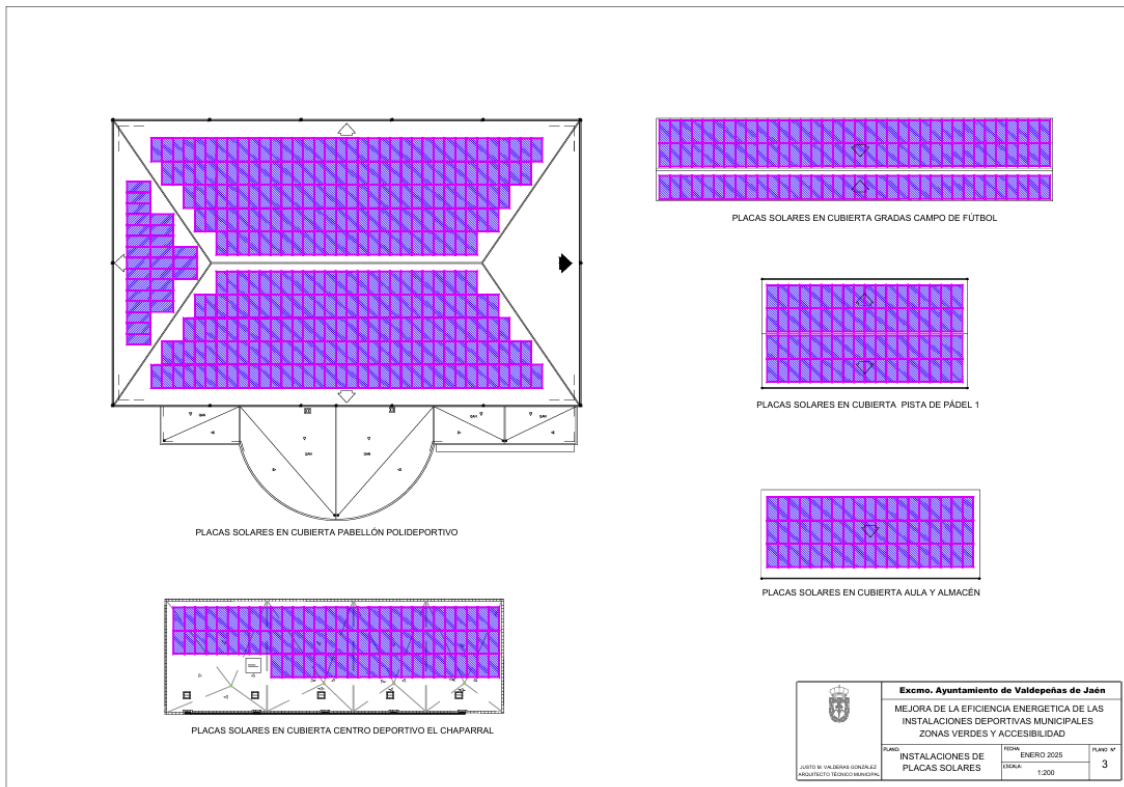 PLACAS SOLARES EN CUBIERTA GRADAS CAMPO DE FÚTBOL
PLACAS SOLARES EN CUBIERTA PISTA DE PÁDEL 1
PLACAS SOLARES EN CUBIERTA PABELLÓN POLIDEPORTIVO
PLACAS SOLARES EN CUBIERTA AULA Y ALMACÉN
PLACAS SOLARES EN CUBIERTA CENTRO DEPORTIVO EL CHAPARRAL
Excmo. Ayuntamiento de Valdepeñas de Jaén
MEJORA DE LA EFICIENCIA ENERGETICA DE LAS
INSTALACIONES DEPORTIVAS MUNICIPALES
ZONAS VERDES Y ACCESIBILIDAD
PLANO:
INSTALACIONES DE
PLACAS SOLARES
FECHA:
ENERO 2025
ESCALA:
1:200
PLANO Nº
3
JUSTO M. VALDERAS GONZÁLEZ
ARQUITECTO TÉCNICO MUNICIPAL